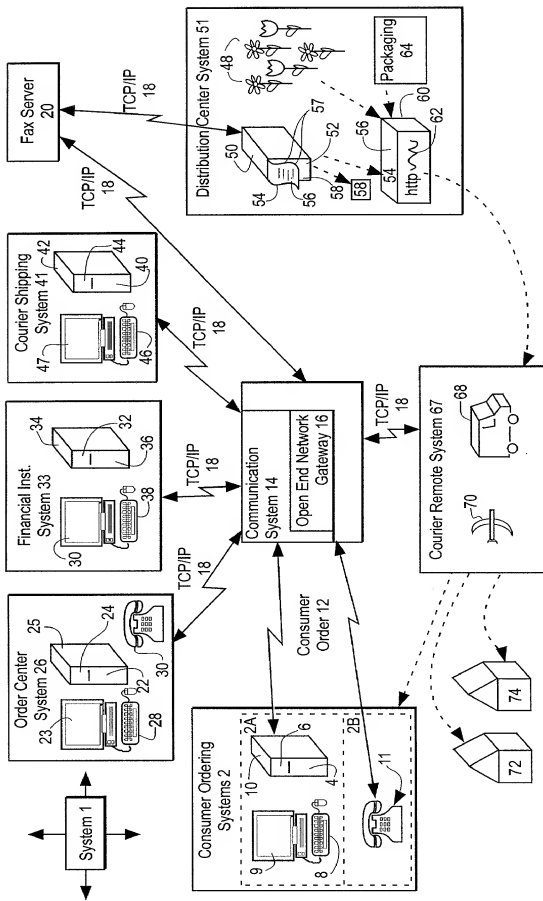 System 1
Order Center
System 26
25
24
23
22
28
30
Financial Inst.
System 33
34
32
30
36
38
Courier Shipping
System 41
42
44
47
40
46
Fax Server
20
TCP/IP
18
TCP/IP
18
TCP/IP
18
TCP/IP
18
TCP/IP
18
Communication
System 14
Open End Network
Gateway 16
Consumer
Order 12
TCP/IP
18
Consumer Ordering
Systems 2
2A
10
6
9
4
8
2B
11
Distribution Center System 51
48
50
57
54
52
56
58
58
Packaging
64
56
60
54
http
62
Courier Remote System 67
70
68
72
74